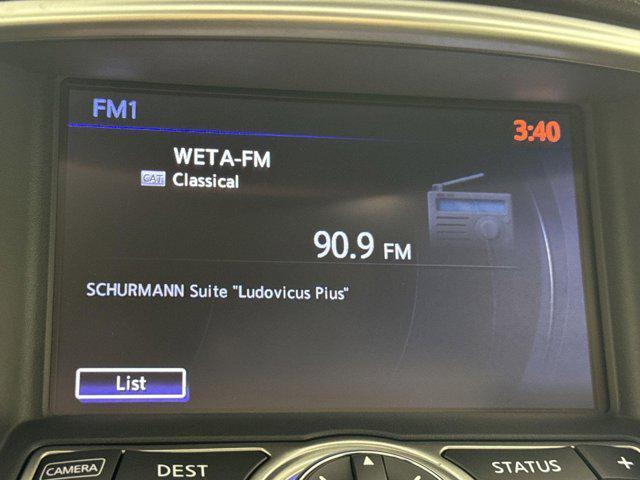 FM1
3:40
WETA-FM
CAT: Classical
90.9 FM
SCHURMANN Suite "Ludovicus Pius"
List
CAMERA
DEST
STATUS
+